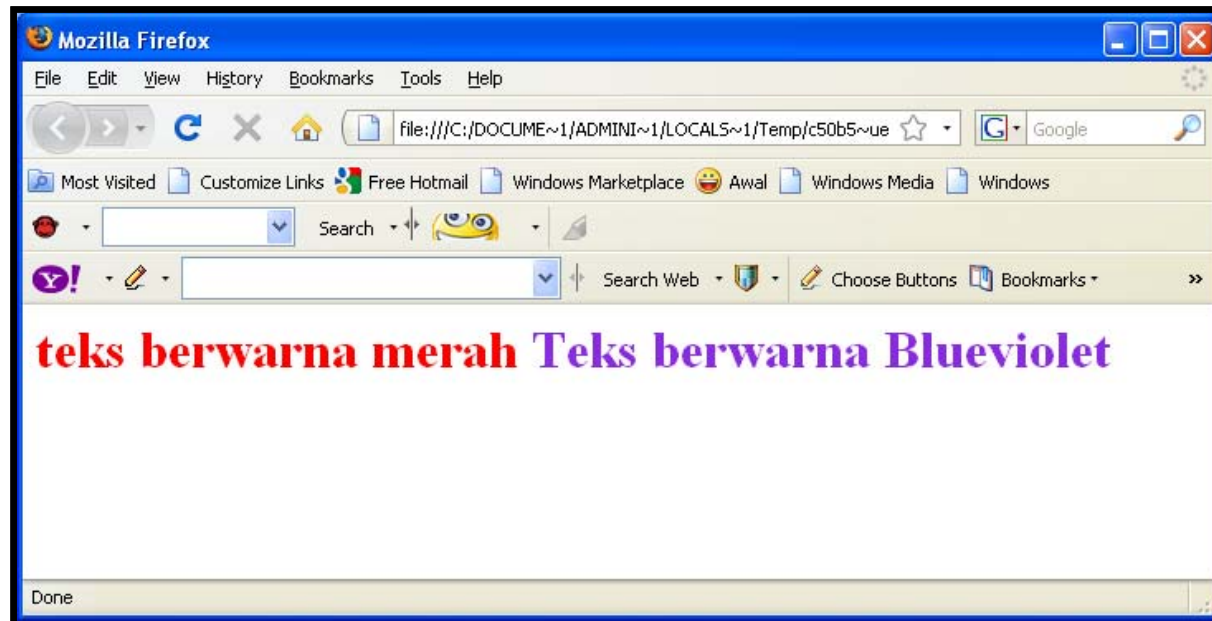 Mozilla Firefox
File Edit View History Bookmarks Tools Help
file:///C:/DOCUME~1/ADMINI~1/LOCALS~1/Temp/c50b5~ue G Google
Most Visited Customize Links Free Hotmail Windows Marketplace Awal Windows Media Windows
Search
Y! Search Web Choose Buttons Bookmarks »
teks berwarna merah Teks berwarna Blueviolet
Done